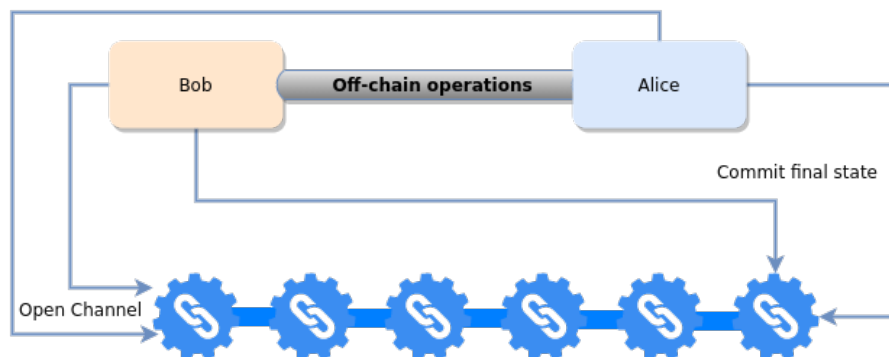 Bob
Off-chain operations
Alice
Commit final state
Open Channel